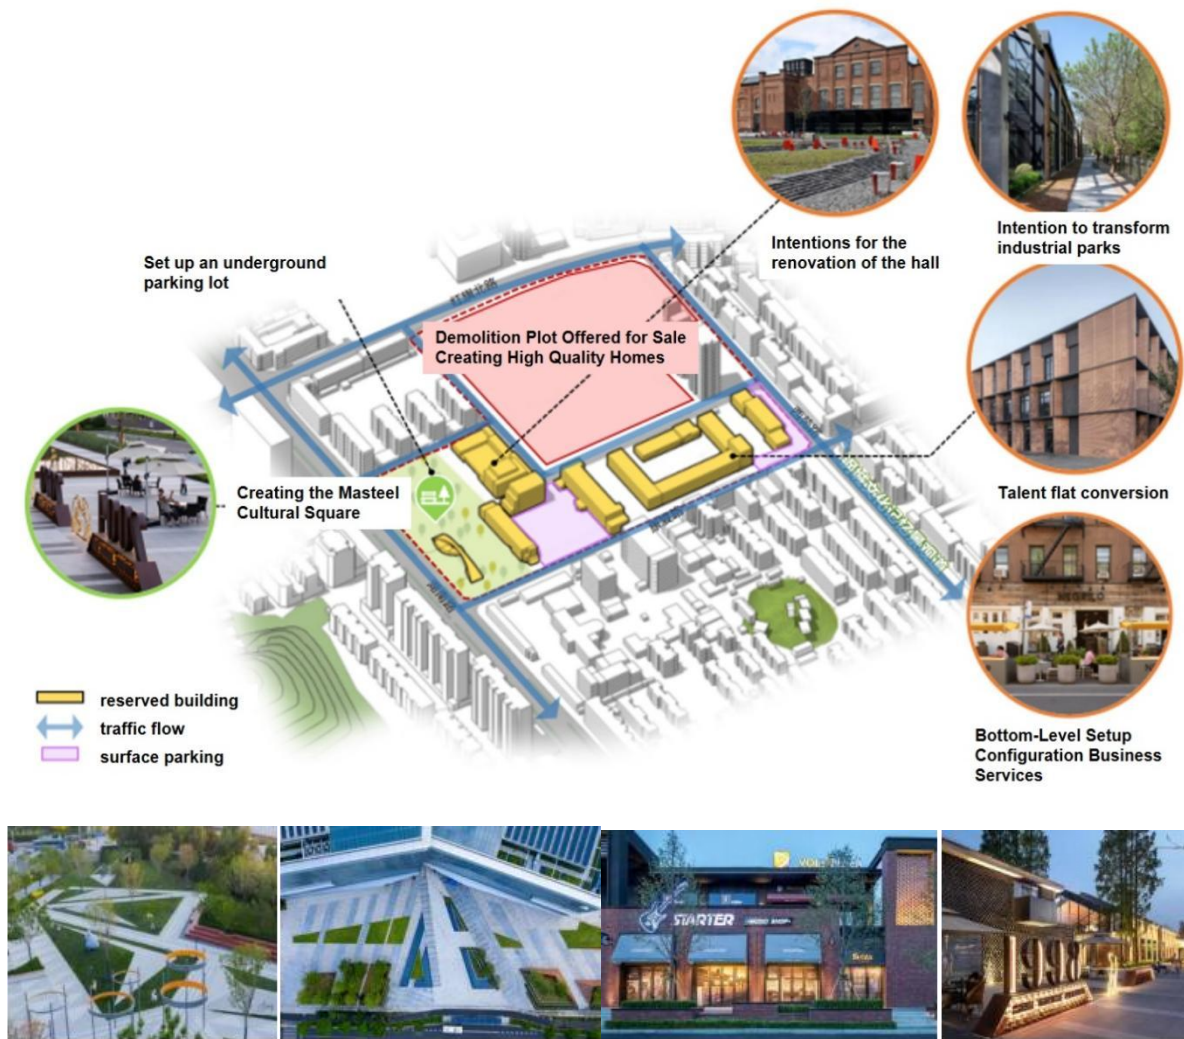 Intentions for the
renovation of the hall
Intention to transform
industrial parks
Set up an underground
parking lot
Demolition Plot Offered for Sale
Creating High Quality Homes
Creating the Masteel
Cultural Square
Talent flat conversion
NEGRILO
reserved building
traffic flow
surface parking
Bottom-Level Setup
Configuration Business
Services
STARTER
1998